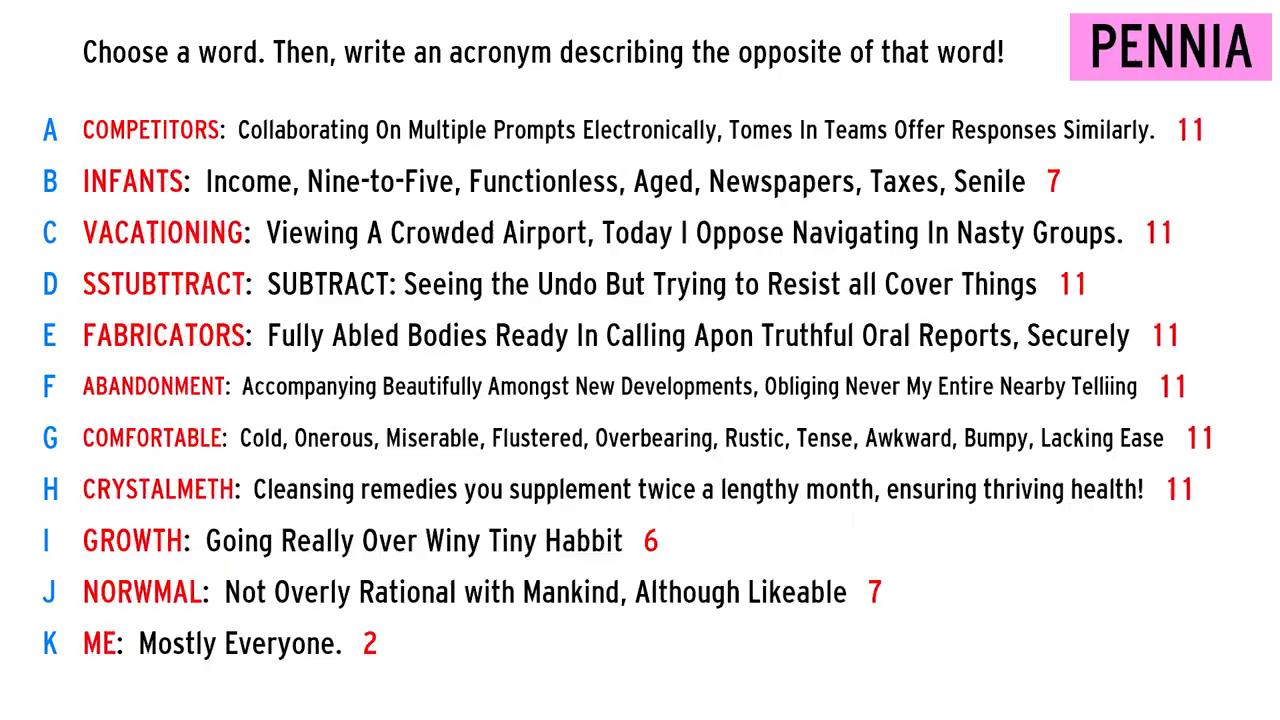 Choose a word. Then, write an acronym describing the opposite of that word!
PENNIA
A COMPETITORS: Collaborating On Multiple Prompts Electronically, Tomes In Teams Offer Responses Similarly. 11
B INFANTS: Income, Nine-to-Five, Functionless, Aged, Newspapers, Taxes, Senile 7
C VACATIONING: Viewing A Crowded Airport, Today I Oppose Navigating In Nasty Groups. 11
D SSTUBTTRACT: SUBTRACT: Seeing the Undo But Trying to Resist all Cover Things 11
E FABRICATORS: Fully Abled Bodies Ready In Calling Apon Truthful Oral Reports, Securely 11
F ABANDONMENT: Accompanying Beautifully Amongst New Developments, Obliging Never My Entire Nearby Telliing 11
G COMFORTABLE: Cold, Onerous, Miserable, Flustered, Overbearing, Rustic, Tense, Awkward, Bumpy, Lacking Ease 11
H CRYSTALMETH: Cleansing remedies you supplement twice a lengthy month, ensuring thriving health! 11
I GROWTH: Going Really Over Winy Tiny Habbit 6
J NORWMAL: Not Overly Rational with Mankind, Although Likeable 7
K ME: Mostly Everyone. 2